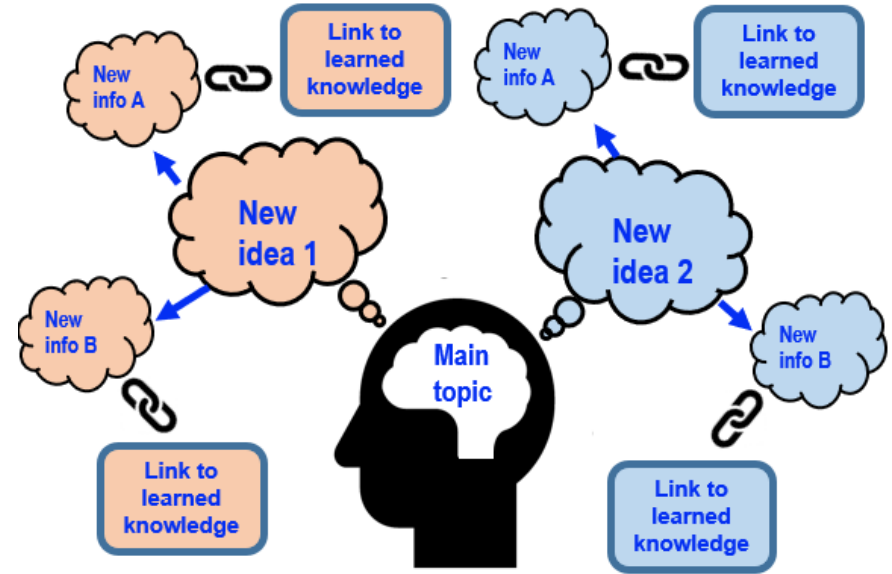 New
info A
Link to
learned
knowledge
New
info A
Link to
learned
knowledge
New
idea 1
New
idea 2
New
info B
New
info B
Main
topic
Link to
learned
knowledge
Link to
learned
knowledge